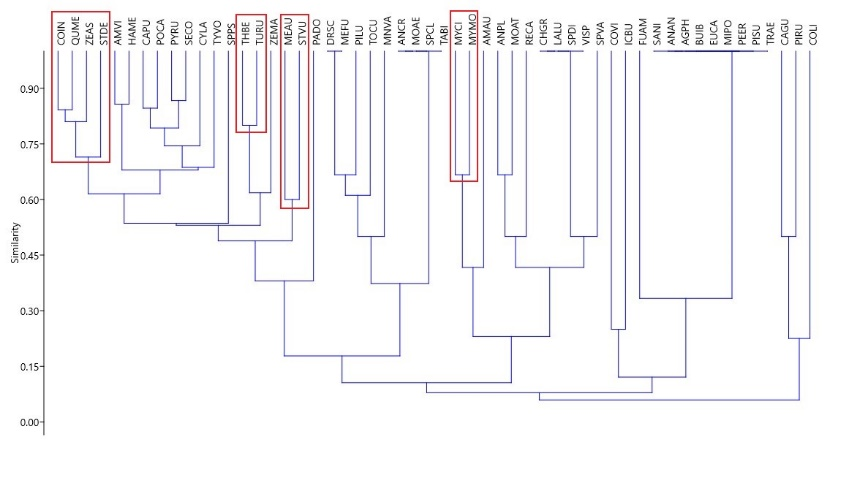 COIN
QUME
ZEAS
STDE
AMVI
HAME
CAPU
POCA
PYRU
SECO
CYLA
TYVO
SPPS
THBE
TURU
ZEMA
MEAU
STVU
PADO
DRSC
MEFU
PILU
TOCU
MNVA
ANCR
MOAE
SPCL
TABI
MYCI
MYMO
AMAU
ANPL
MOAT
RECA
CHGR
LALU
SPDI
VISP
SPVA
COVI
ICBU
FUAM
SANI
ANAN
AGPH
BUIB
EUCA
MIPO
PEER
PISU
TRAE
CAGU
PIRU
COLI
0.90
0.75
0.60
0.45
0.30
0.15
0.00
Similarity